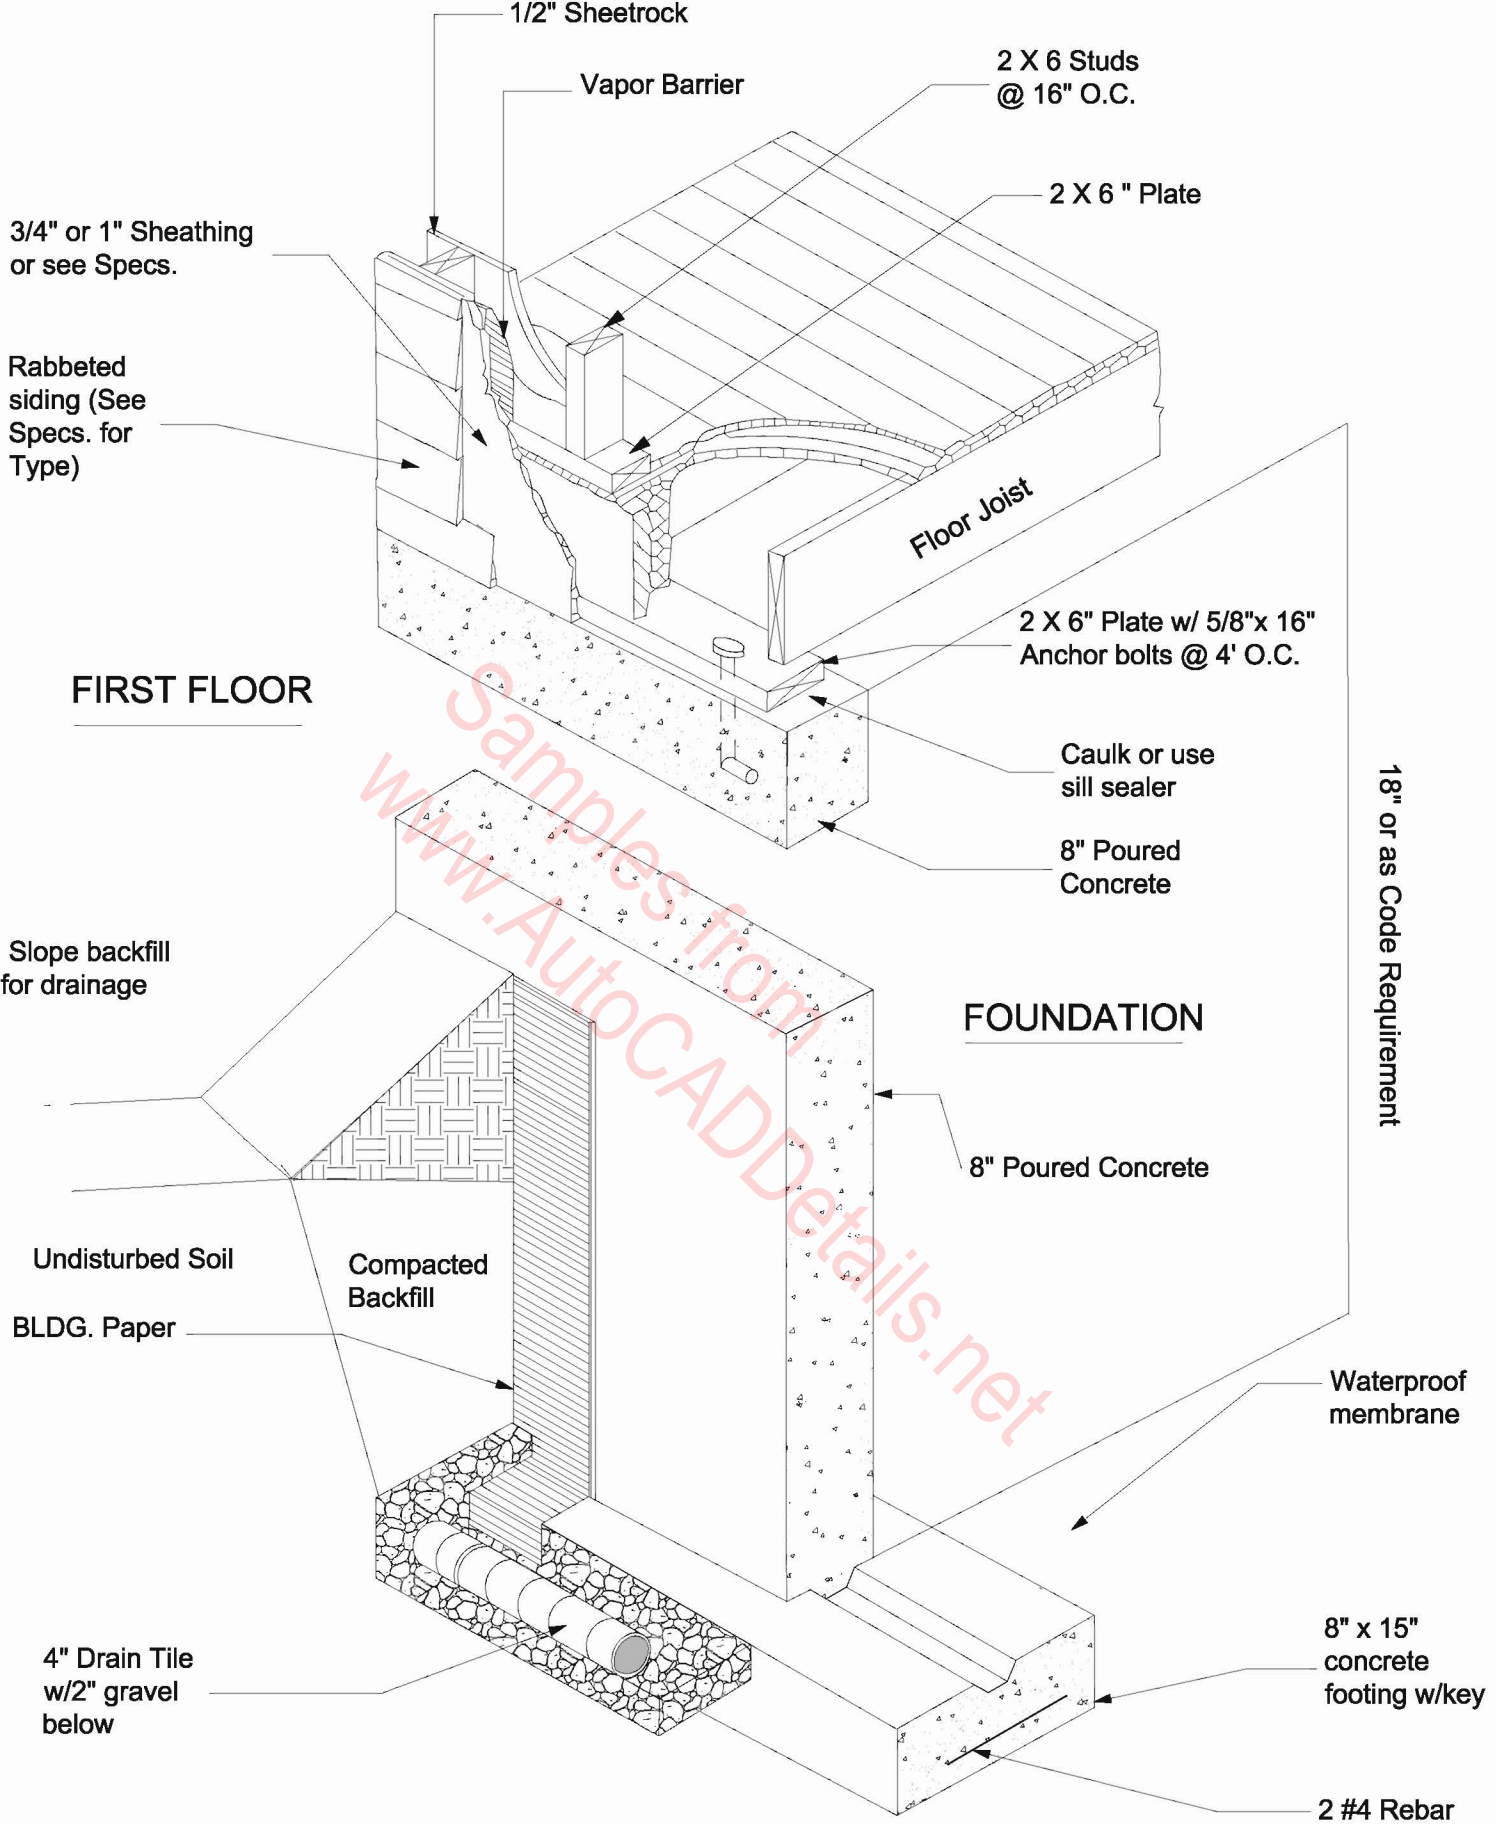 1/2" Sheetrock
Vapor Barrier
2 X 6 Studs
@ 16" O.C.
2 X 6 " Plate
3/4" or 1" Sheathing
or see Specs.
Rabbeted
siding (See
Specs. for
Type)
Floor Joist
2 X 6" Plate w/ 5/8"x 16"
Anchor bolts @ 4' O.C.
FIRST FLOOR
Caulk or use
sill sealer
8" Poured
Concrete
18" or as Code Requirement
Samples from
www.AutoCADDetails.net
Slope backfill
for drainage
FOUNDATION
8" Poured Concrete
Undisturbed Soil
Compacted
Backfill
BLDG. Paper
Waterproof
membrane
4" Drain Tile
w/2" gravel
below
8" x 15"
concrete
footing w/key
2 #4 Rebar